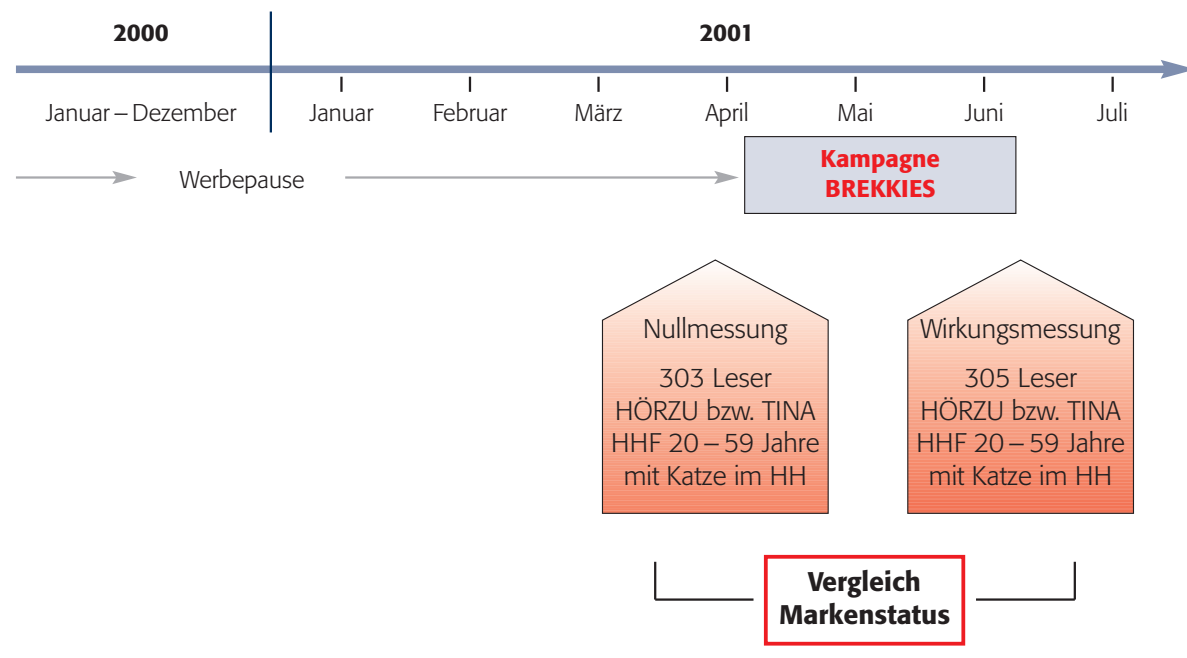 2000
2001
Januar – Dezember
Januar
Februar
März
April
Mai
Juni
Juli
Werbepause
Kampagne
BREKKIES
Nullmessung
303 Leser
HÖRZU bzw. TINA
HHF 20 – 59 Jahre
mit Katze im HH
Wirkungsmessung
305 Leser
HÖRZU bzw. TINA
HHF 20 – 59 Jahre
mit Katze im HH
Vergleich
Markenstatus